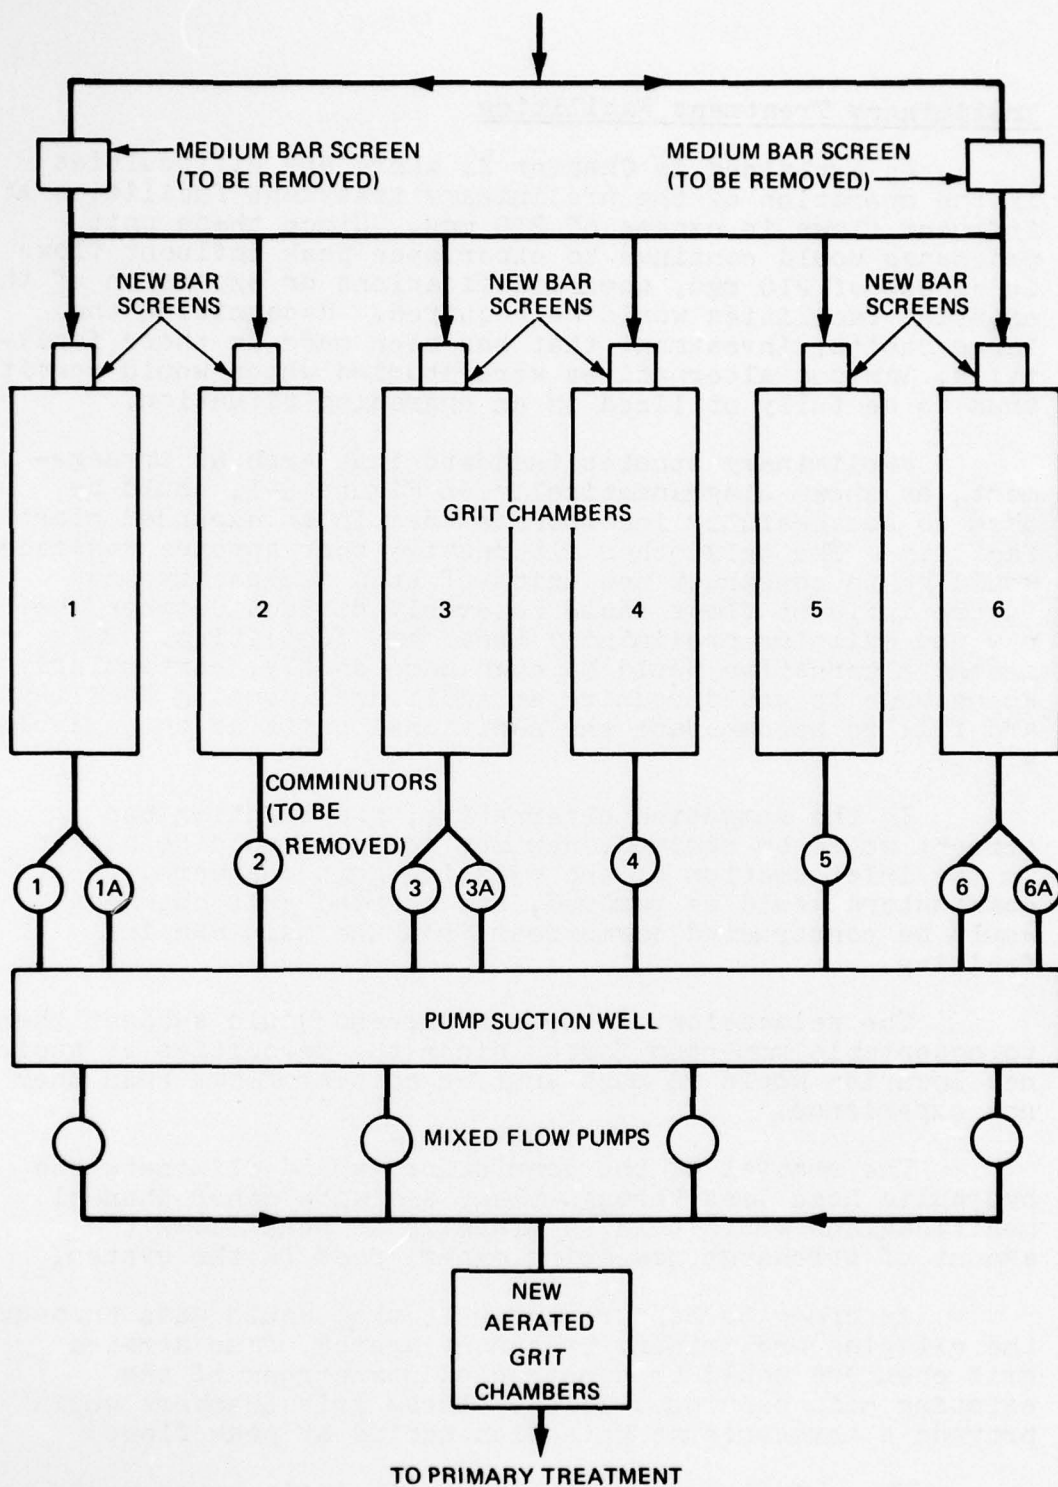 MEDIUM BAR SCREEN
(TO BE REMOVED)
MEDIUM BAR SCREEN
(TO BE REMOVED)
NEW BAR
SCREENS
NEW BAR
SCREENS
NEW BAR
SCREENS
GRIT CHAMBERS
1
2
3
4
5
6
COMMINUTORS
(TO BE
REMOVED)
1
1A
2
3
3A
4
5
6
6A
PUMP SUCTION WELL
MIXED FLOW PUMPS
NEW
AERATED
GRIT
CHAMBERS
TO PRIMARY TREATMENT